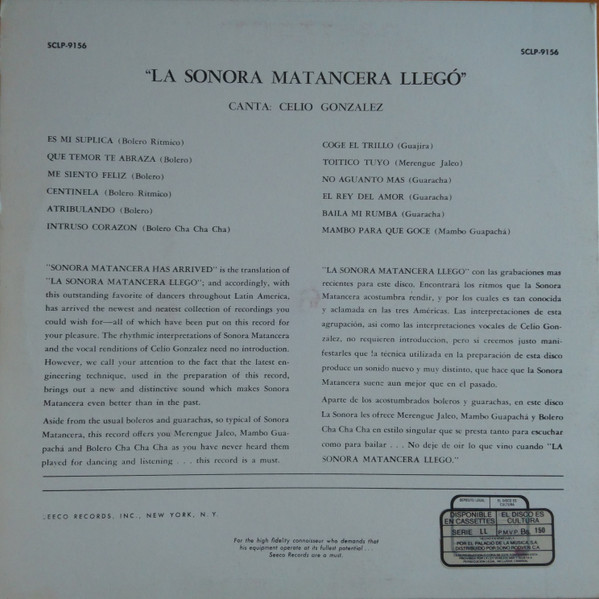 SCLP-9156
SCLP-9156
"LA SONORA MATANCERA LLEGÓ"
CANTA: CELIO GONZALEZ
ES MI SUPLICA (Bolero Ritmico)
QUE TEMOR TE ABRAZA (Bolero)
ME SIENTO FELIZ (Bolero)
CENTINELA (Bolero Ritmico)
ATRIBULANDO (Bolero)
INTRUSO CORAZON (Bolero Cha Cha Cha)
COGE EL TRILLO (Guajira)
TOITICO TUYO (Merengue Jaleo)
NO AGUANTO MAS (Guaracha)
EL REY DEL AMOR (Guaracha)
BAILA MI RUMBA (Guaracha)
MAMBO PARA QUE GOCE (Mambo Guapachá)
"SONORA MATANCERA HAS ARRIVED" is the translation of
"LA SONORA MATANCERA LLEGO"; and accordingly, with
this outstanding favorite of dancers throughout Latin America,
has arrived the newest and neatest collection of recordings you
could wish for—all of which have been put on this record for
your pleasure. The rhythmic interpretations of Sonora Matancera
and the vocal renditions of Celio Gonzalez need no introduction.
However, we call your attention to the fact that the latest en-
gineering technique, used in the preparation of this record,
brings out a new and distinctive sound which makes Sonora
Matancera even better than in the past.
Aside from the usual boleros and guarachas, so typical of Sonora
Matancera, this record offers you Merengue Jaleo, Mambo Gua-
pachá and Bolero Cha Cha Cha as you have never heard them
played for dancing and listening . . . this record is a must.
"LA SONORA MATANCERA LLEGO" con las grabaciones mas
recientes para este disco. Encontrará los ritmos que la Sonora
Matancera acostumbra rendir, y por los cuales es tan conocida
y aclamada en las tres Américas. Las interpretaciones de esta
agrupación, asi como las interpretaciones vocales de Celio Gon-
zalez, no requieren introduccion, pero si creemos justo mani-
festarles que la técnica utilizada en la preparación de este disco
produce un sonido nuevo y muy distinto, que hace que la Sonora
Matancera suene aun mejor que en el pasado.
Aparte de los acostumbrados boleros y guarachas, en este disco
La Sonora les ofrece Merengue Jaleo, Mambo Guapachá y Bolero
Cha Cha Cha en estilo singular que se presta tanto para escuchar
como para bailar . . . No deje de oir lo que vino cuando "LA
SONORA MATANCERA LLEGO."
EECO RECORDS, INC., NEW YORK, N. Y.
For the high fidelity connoisseur who demands that
his equipment operate at its fullest potential . . .
Seeco Records are a must.
DISPONIBLE
EN CASSETTES
EL DISCO ES
CULTURA
SERIE LL
P.M.V.P. Bs. 150
POR EL PALACIO DE LA MUSICA S.A.
DISTRIBUIDO POR SONO RODVEN C.A.